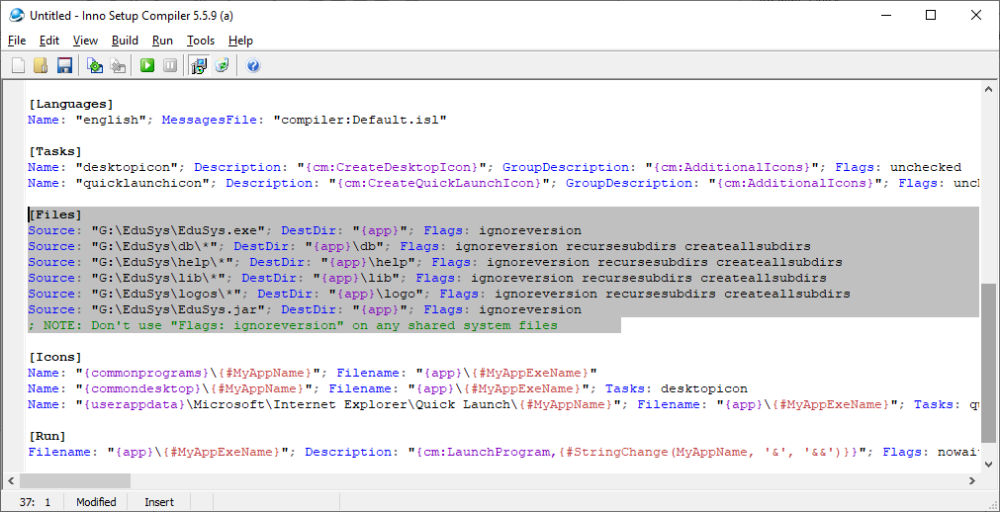 Untitled - Inno Setup Compiler 5.5.9 (a)
File Edit View Build Run Tools Help
[Languages]
Name: "english"; MessagesFile: "compiler:Default.isl"
[Tasks]
Name: "desktopicon"; Description: "{cm:CreateDesktopIcon}"; GroupDescription: "{cm:AdditionalIcons}"; Flags: unchecked
Name: "quicklaunchicon"; Description: "{cm:CreateQuickLaunchIcon}"; GroupDescription: "{cm:AdditionalIcons}"; Flags: uncl
[Files]
Source: "G:\EduSys\EduSys.exe"; DestDir: "{app}"; Flags: ignoreversion
Source: "G:\EduSys\db\*"; DestDir: "{app}\db"; Flags: ignoreversion recursesubdirs createallsubdirs
Source: "G:\EduSys\help\*"; DestDir: "{app}\help"; Flags: ignoreversion recursesubdirs createallsubdirs
Source: "G:\EduSys\lib\*"; DestDir: "{app}\lib"; Flags: ignoreversion recursesubdirs createallsubdirs
Source: "G:\EduSys\logos\*"; DestDir: "{app}\logo"; Flags: ignoreversion recursesubdirs createallsubdirs
Source: "G:\EduSys\EduSys.jar"; DestDir: "{app}"; Flags: ignoreversion
; NOTE: Don't use "Flags: ignoreversion" on any shared system files
[Icons]
Name: "{commonprograms}\{#MyAppName}"; Filename: "{app}\{#MyAppExeName}"
Name: "{commondesktop}\{#MyAppName}"; Filename: "{app}\{#MyAppExeName}"; Tasks: desktopicon
Name: "{userappdata}\Microsoft\Internet Explorer\Quick Launch\{#MyAppName}"; Filename: "{app}\{#MyAppExeName}"; Tasks: qu
[Run]
Filename: "{app}\{#MyAppExeName}"; Description: "{cm:LaunchProgram,{#StringChange(MyAppName, '&', '&&')}}"; Flags: nowai
37: 1 Modified Insert